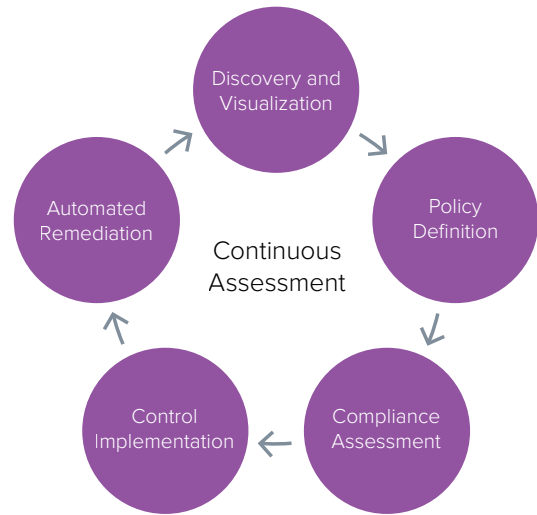 Discovery and
Visualization
Policy
Definition
Compliance
Assessment
Control
Implementation
Automated
Remediation
Continuous
Assessment